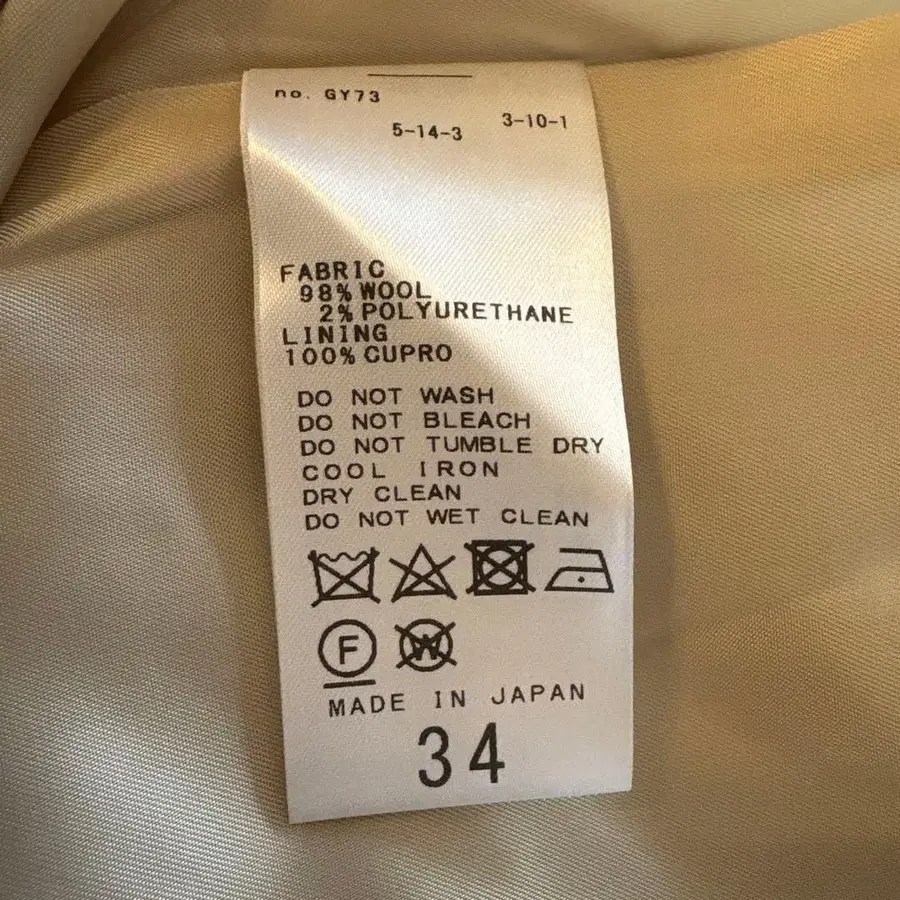 no. GY73
5-14-3 3-10-1
FABRIC
98% WOOL
2% POLYURETHANE
LINING
100% CUPRO
DO NOT WASH
DO NOT BLEACH
DO NOT TUMBLE DRY
COOL IRON
DRY CLEAN
DO NOT WET CLEAN
F W
MADE IN JAPAN
34